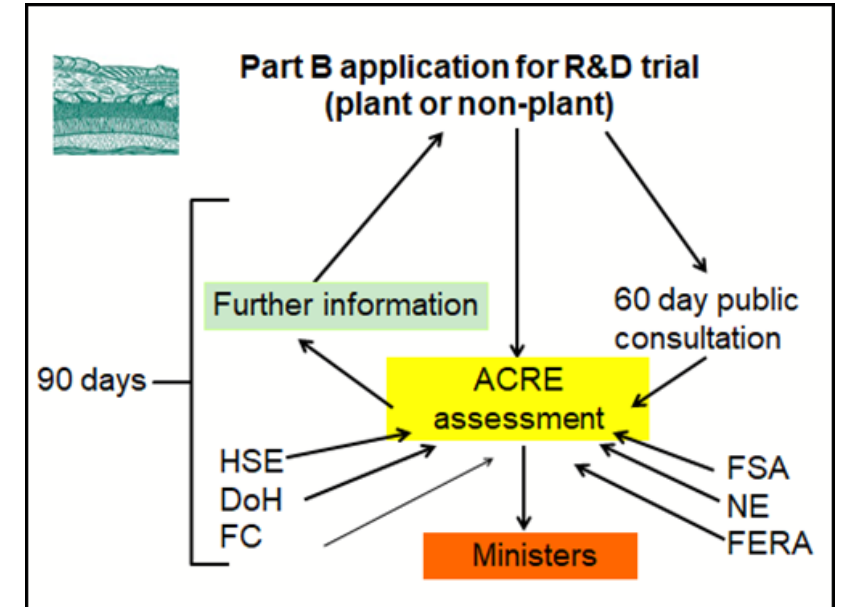 Part B application for R&D trial
(plant or non-plant)
Further information
60 day public
consultation
90 days
ACRE
assessment
HSE
DoH
FC
FSA
NE
FERA
Ministers